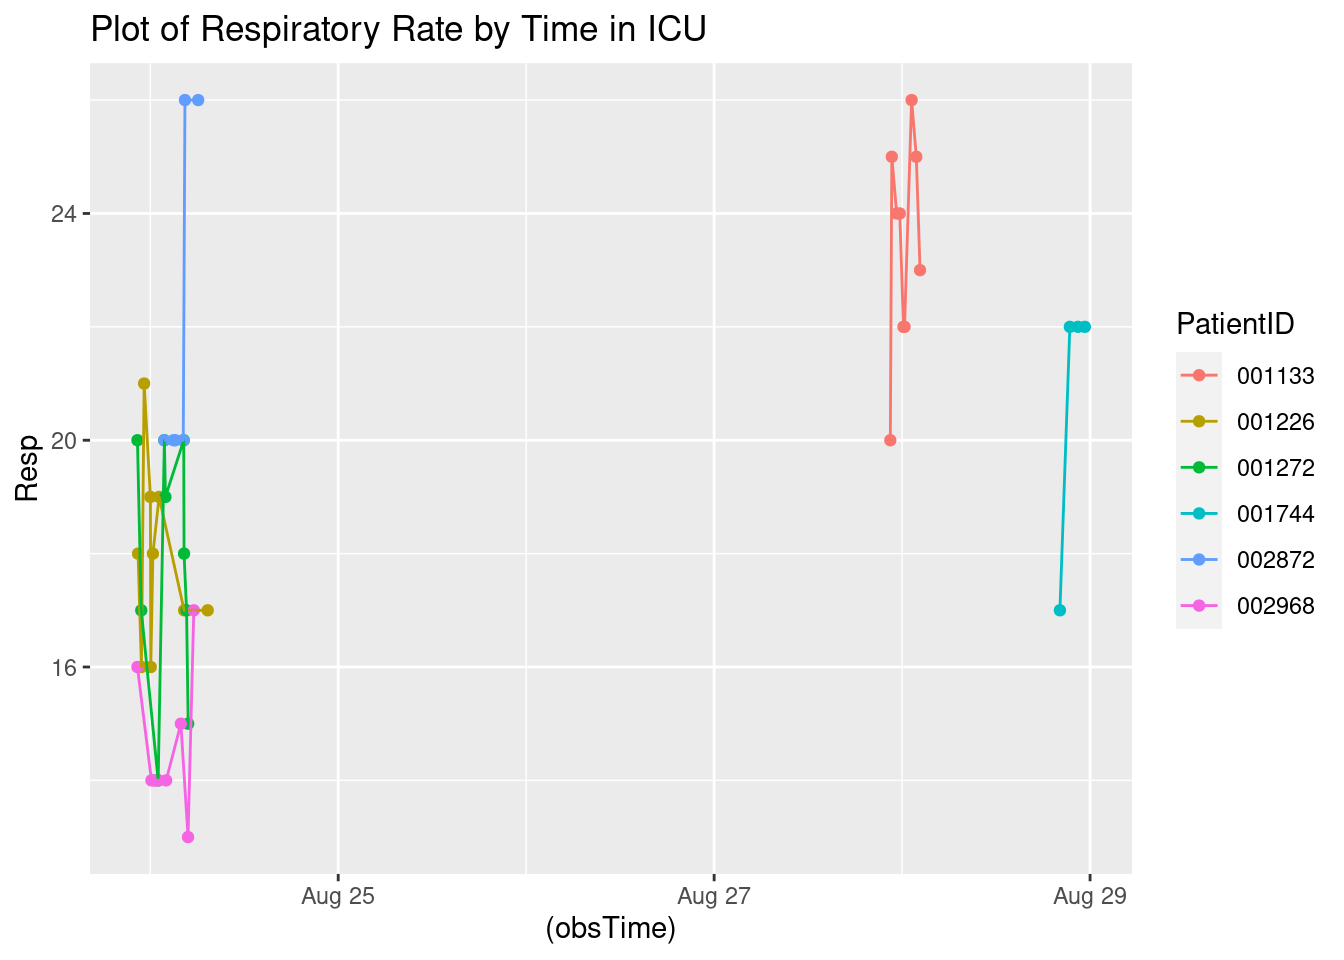 Plot of Respiratory Rate by Time in ICU
24
20
16
Resp
Aug 25
Aug 27
Aug 29
(obsTime)
PatientID
001133
001226
001272
001744
002872
002968